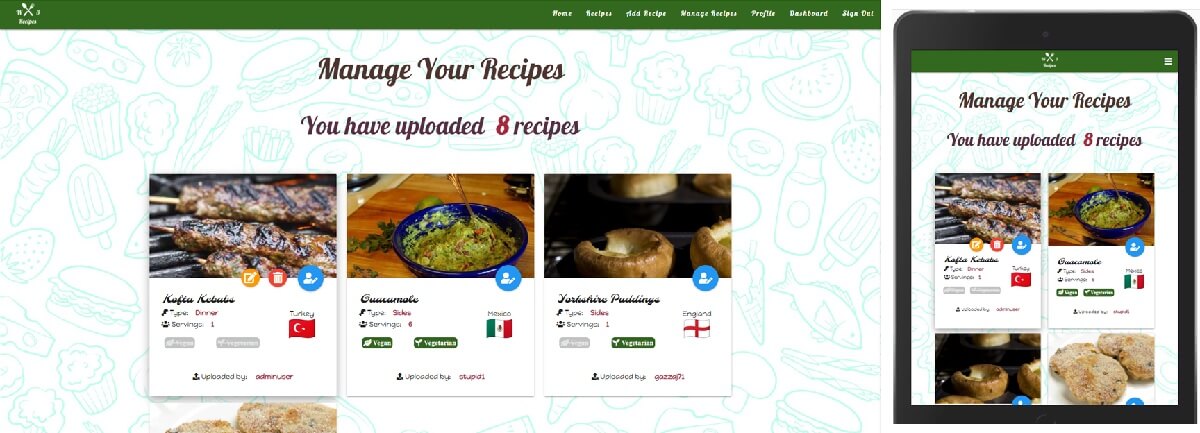 Recipes
Home Recipes Add Recipe Manage Recipes Profile Dashboard Sign Out
Manage Your Recipes
You have uploaded 8 recipes
Kofta Kebabs
Type: Dinner
Servings: 1
Turkey
Vegan Vegetarian
Uploaded by: adminuser
Guacamole
Type: Sides
Servings: 6
Mexico
Vegan Vegetarian
Uploaded by: stupid1
Yorkshire Puddings
Type: Sides
Servings: 1
England
Vegan Vegetarian
Uploaded by: gazzaj71
Recipes
Manage Your Recipes
You have uploaded 8 recipes
Kofta Kebabs
Type: Dinner
Servings: 1
Turkey
Vegan Vegetarian
Uploaded by: adminuser
Guacamole
Type: Sides
Servings: 6
Mexico
Vegan Vegetarian
Uploaded by: stupid1